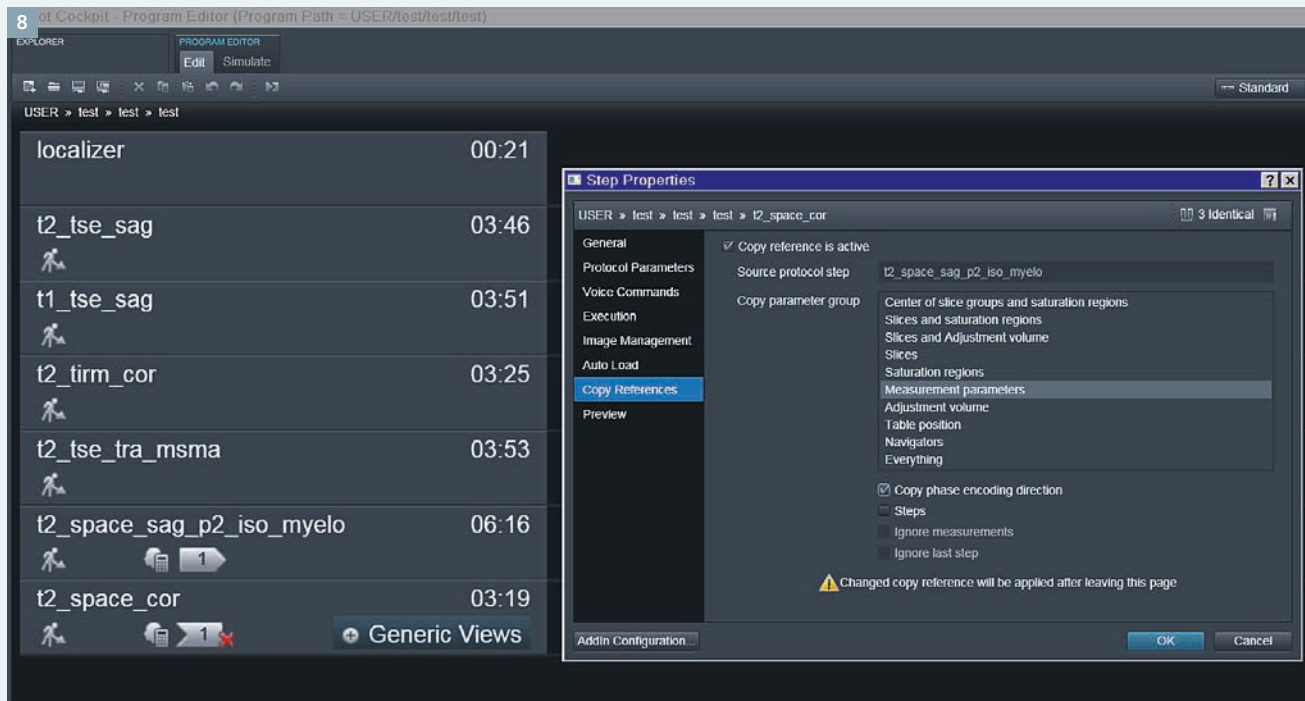 8
ot Cockpit - Program Editor (Program Path = USER/test/test/test)
EXPLORER
PROGRAM EDITOR
Edit Simulate
Standard
USER » test » test » test
localizer 00:21
t2_tse_sag 03:46
t1_tse_sag 03:51
t2_tirm_cor 03:25
t2_tse_tra_msma 03:53
t2_space_sag_p2_iso_myelo 06:16
1
t2_space_cor 03:19
1
Generic Views
Step Properties
USER » test » test » test » t2_space_cor 3 Identical
General
Protocol Parameters
Voice Commands
Execution
Image Management
Auto Load
Copy References
Preview
Copy reference is active
Source protocol step t2_space_sag_p2_iso_myelo
Copy parameter group
Center of slice groups and saturation regions
Slices and saturation regions
Slices and Adjustment volume
Slices
Saturation regions
Measurement parameters
Adjustment volume
Table position
Navigators
Everything
Copy phase encoding direction
Steps
Ignore measurements
Ignore last step
Changed copy reference will be applied after leaving this page
AddIn Configuration...
OK Cancel